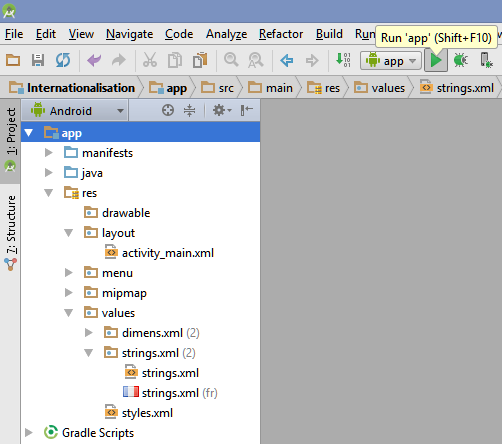 File Edit View Navigate Code Analyze Refactor Build
Run 'app' (Shift+F10)
app
Internationalisation app src main res values strings.xml
1: Project
7: Structure
Android
app
manifests
java
res
drawable
layout
activity_main.xml
menu
mipmap
values
dimens.xml (2)
strings.xml (2)
strings.xml
strings.xml (fr)
styles.xml
Gradle Scripts